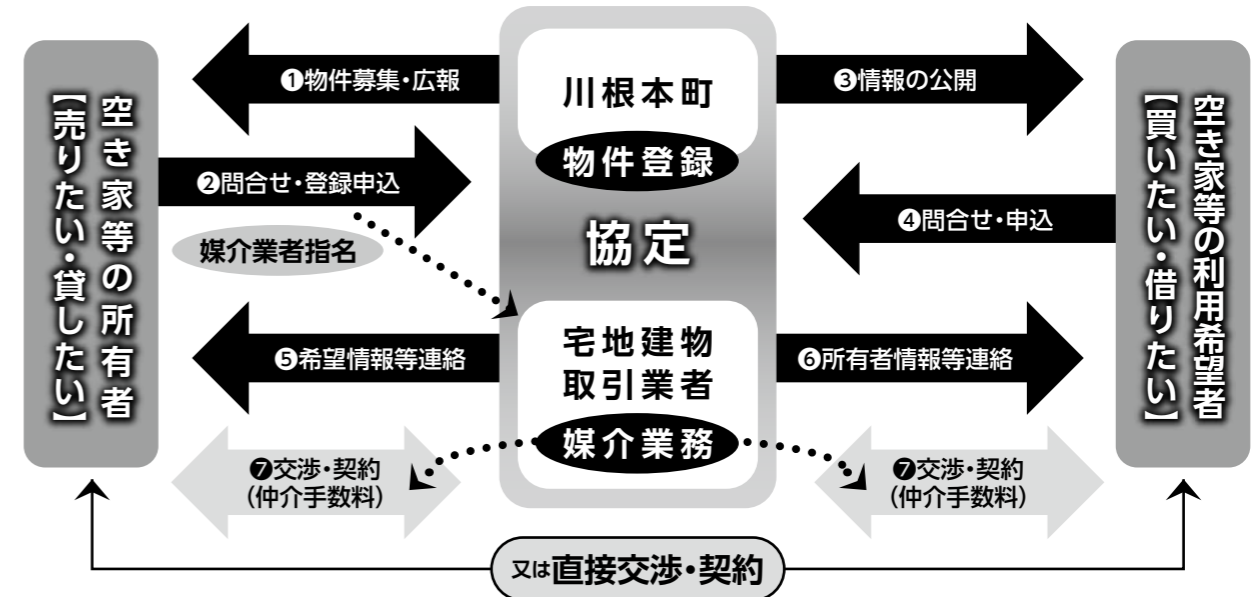 空き家等の所有者
【売りたい・貸したい】
❶物件募集・広報
❷問合せ・登録申込
媒介業者指名
川根本町
物件登録
協定
宅地建物
取引業者
媒介業務
❸情報の公開
❹問合せ・申込
❺希望情報等連絡
❻所有者情報等連絡
❼交渉・契約
(仲介手数料)
❼交渉・契約
(仲介手数料)
空き家等の利用希望者
【買いたい・借りたい】
又は直接交渉・契約